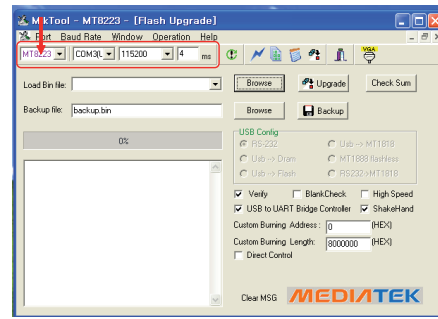 MtkTool - MT8223 - [Flash Upgrade]
Port Baud Rate Window Operation Help
MT8223 COM3(U 115200 4 ms VGA
Load Bin file: Browse Upgrade Check Sum
Backup file: backup.bin Browse Backup
0%
USB Config
RS-232 Usb --> MT1818
Usb --> Dram MT1888 flashless
Usb --> Flash RS232->MT1818
Verify BlankCheck High Speed
USB to UART Bridge Controller ShakeHand
Custom Burning Address : 0 (HEX)
Custom Burning Length: 8000000 (HEX)
Direct Control
Clear MSG MEDIATEK